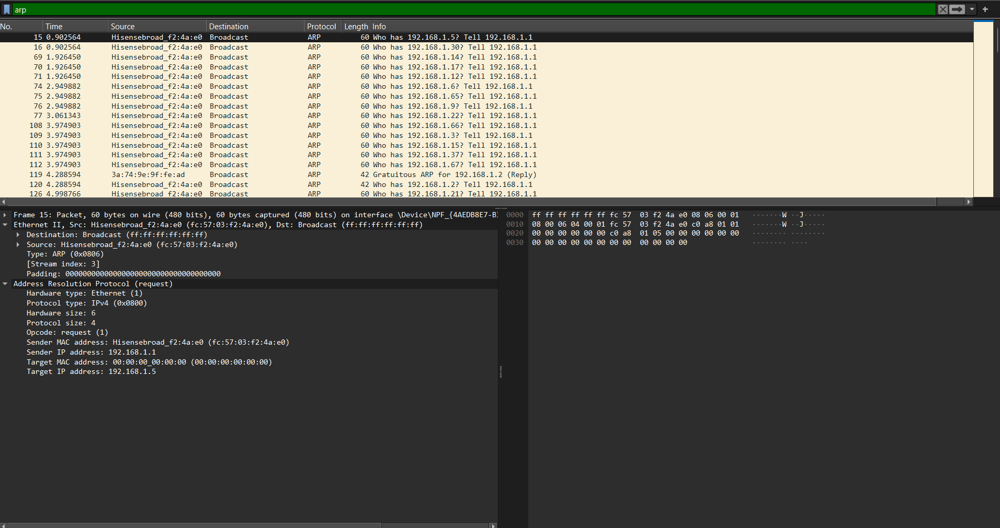 arp
No. Time Source Destination Protocol Length Info
15 0.902564 Hisensebroad_f2:4a:e0 Broadcast ARP 60 Who has 192.168.1.5? Tell 192.168.1.1
16 0.902564 Hisensebroad_f2:4a:e0 Broadcast ARP 60 Who has 192.168.1.30? Tell 192.168.1.1
69 1.926450 Hisensebroad_f2:4a:e0 Broadcast ARP 60 Who has 192.168.1.14? Tell 192.168.1.1
70 1.926450 Hisensebroad_f2:4a:e0 Broadcast ARP 60 Who has 192.168.1.17? Tell 192.168.1.1
71 1.926450 Hisensebroad_f2:4a:e0 Broadcast ARP 60 Who has 192.168.1.12? Tell 192.168.1.1
74 2.949882 Hisensebroad_f2:4a:e0 Broadcast ARP 60 Who has 192.168.1.6? Tell 192.168.1.1
75 2.949882 Hisensebroad_f2:4a:e0 Broadcast ARP 60 Who has 192.168.1.65? Tell 192.168.1.1
76 2.949882 Hisensebroad_f2:4a:e0 Broadcast ARP 60 Who has 192.168.1.9? Tell 192.168.1.1
77 3.061343 Hisensebroad_f2:4a:e0 Broadcast ARP 60 Who has 192.168.1.22? Tell 192.168.1.1
108 3.974903 Hisensebroad_f2:4a:e0 Broadcast ARP 60 Who has 192.168.1.66? Tell 192.168.1.1
109 3.974903 Hisensebroad_f2:4a:e0 Broadcast ARP 60 Who has 192.168.1.3? Tell 192.168.1.1
110 3.974903 Hisensebroad_f2:4a:e0 Broadcast ARP 60 Who has 192.168.1.15? Tell 192.168.1.1
111 3.974903 Hisensebroad_f2:4a:e0 Broadcast ARP 60 Who has 192.168.1.37? Tell 192.168.1.1
112 3.974903 Hisensebroad_f2:4a:e0 Broadcast ARP 60 Who has 192.168.1.67? Tell 192.168.1.1
119 4.288594 3a:74:9e:9f:fe:ad Broadcast ARP 42 Gratuitous ARP for 192.168.1.2 (Reply)
120 4.288594 Hisensebroad_f2:4a:e0 Broadcast ARP 42 Who has 192.168.1.2? Tell 192.168.1.1
126 4.998766 Hisensebroad_f2:4a:e0 Broadcast ARP 60 Who has 192.168.1.21? Tell 192.168.1.1
Frame 15: Packet, 60 bytes on wire (480 bits), 60 bytes captured (480 bits) on interface \Device\NPF_{4AEDB8E7-B
Ethernet II, Src: Hisensebroad_f2:4a:e0 (fc:57:03:f2:4a:e0), Dst: Broadcast (ff:ff:ff:ff:ff:ff)
Destination: Broadcast (ff:ff:ff:ff:ff:ff)
Source: Hisensebroad_f2:4a:e0 (fc:57:03:f2:4a:e0)
Type: ARP (0x0806)
[Stream index: 3]
Padding: 000000000000000000000000000000000000
Address Resolution Protocol (request)
Hardware type: Ethernet (1)
Protocol type: IPv4 (0x0800)
Hardware size: 6
Protocol size: 4
Opcode: request (1)
Sender MAC address: Hisensebroad_f2:4a:e0 (fc:57:03:f2:4a:e0)
Sender IP address: 192.168.1.1
Target MAC address: 00:00:00_00:00:00 (00:00:00:00:00:00)
Target IP address: 192.168.1.5
0000 ff ff ff ff ff ff fc 57 03 f2 4a e0 08 06 00 01 ·······W ··J·····
0010 08 00 06 04 00 01 fc 57 03 f2 4a e0 c0 a8 01 01 ·······W ··J·····
0020 00 00 00 00 00 00 c0 a8 01 05 00 00 00 00 00 00 ········ ········
0030 00 00 00 00 00 00 00 00 00 00 00 00 ········ ····